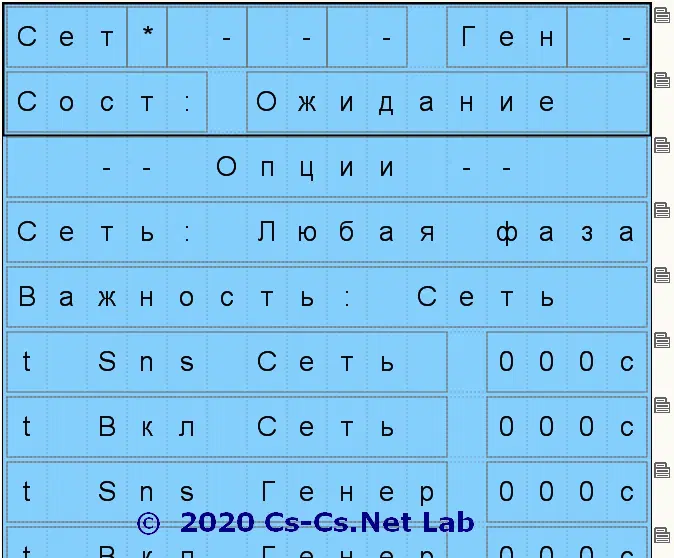 Сет* - - - Ген -
Сост: Ожидание
-- Опции --
Сеть: Любая фаза
Важность: Сеть
t Sns Сеть 000с
t Вкл Сеть 000с
t Sns Генер 000с
© 2020 Cs-Cs.Net Lab
t Вкл Генер 000с